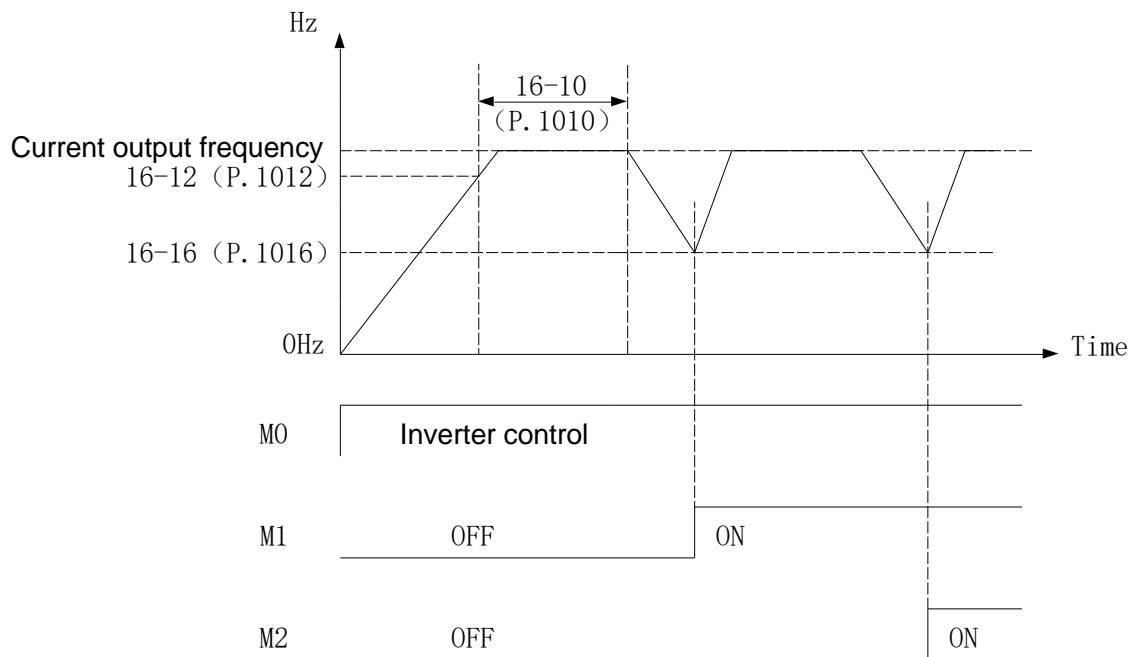 Hz
16-10
(P.1010)
Current output frequency
16-12 (P.1012)
16-16 (P.1016)
0Hz
Time
M0 Inverter control
M1 OFF ON
M2 OFF ON